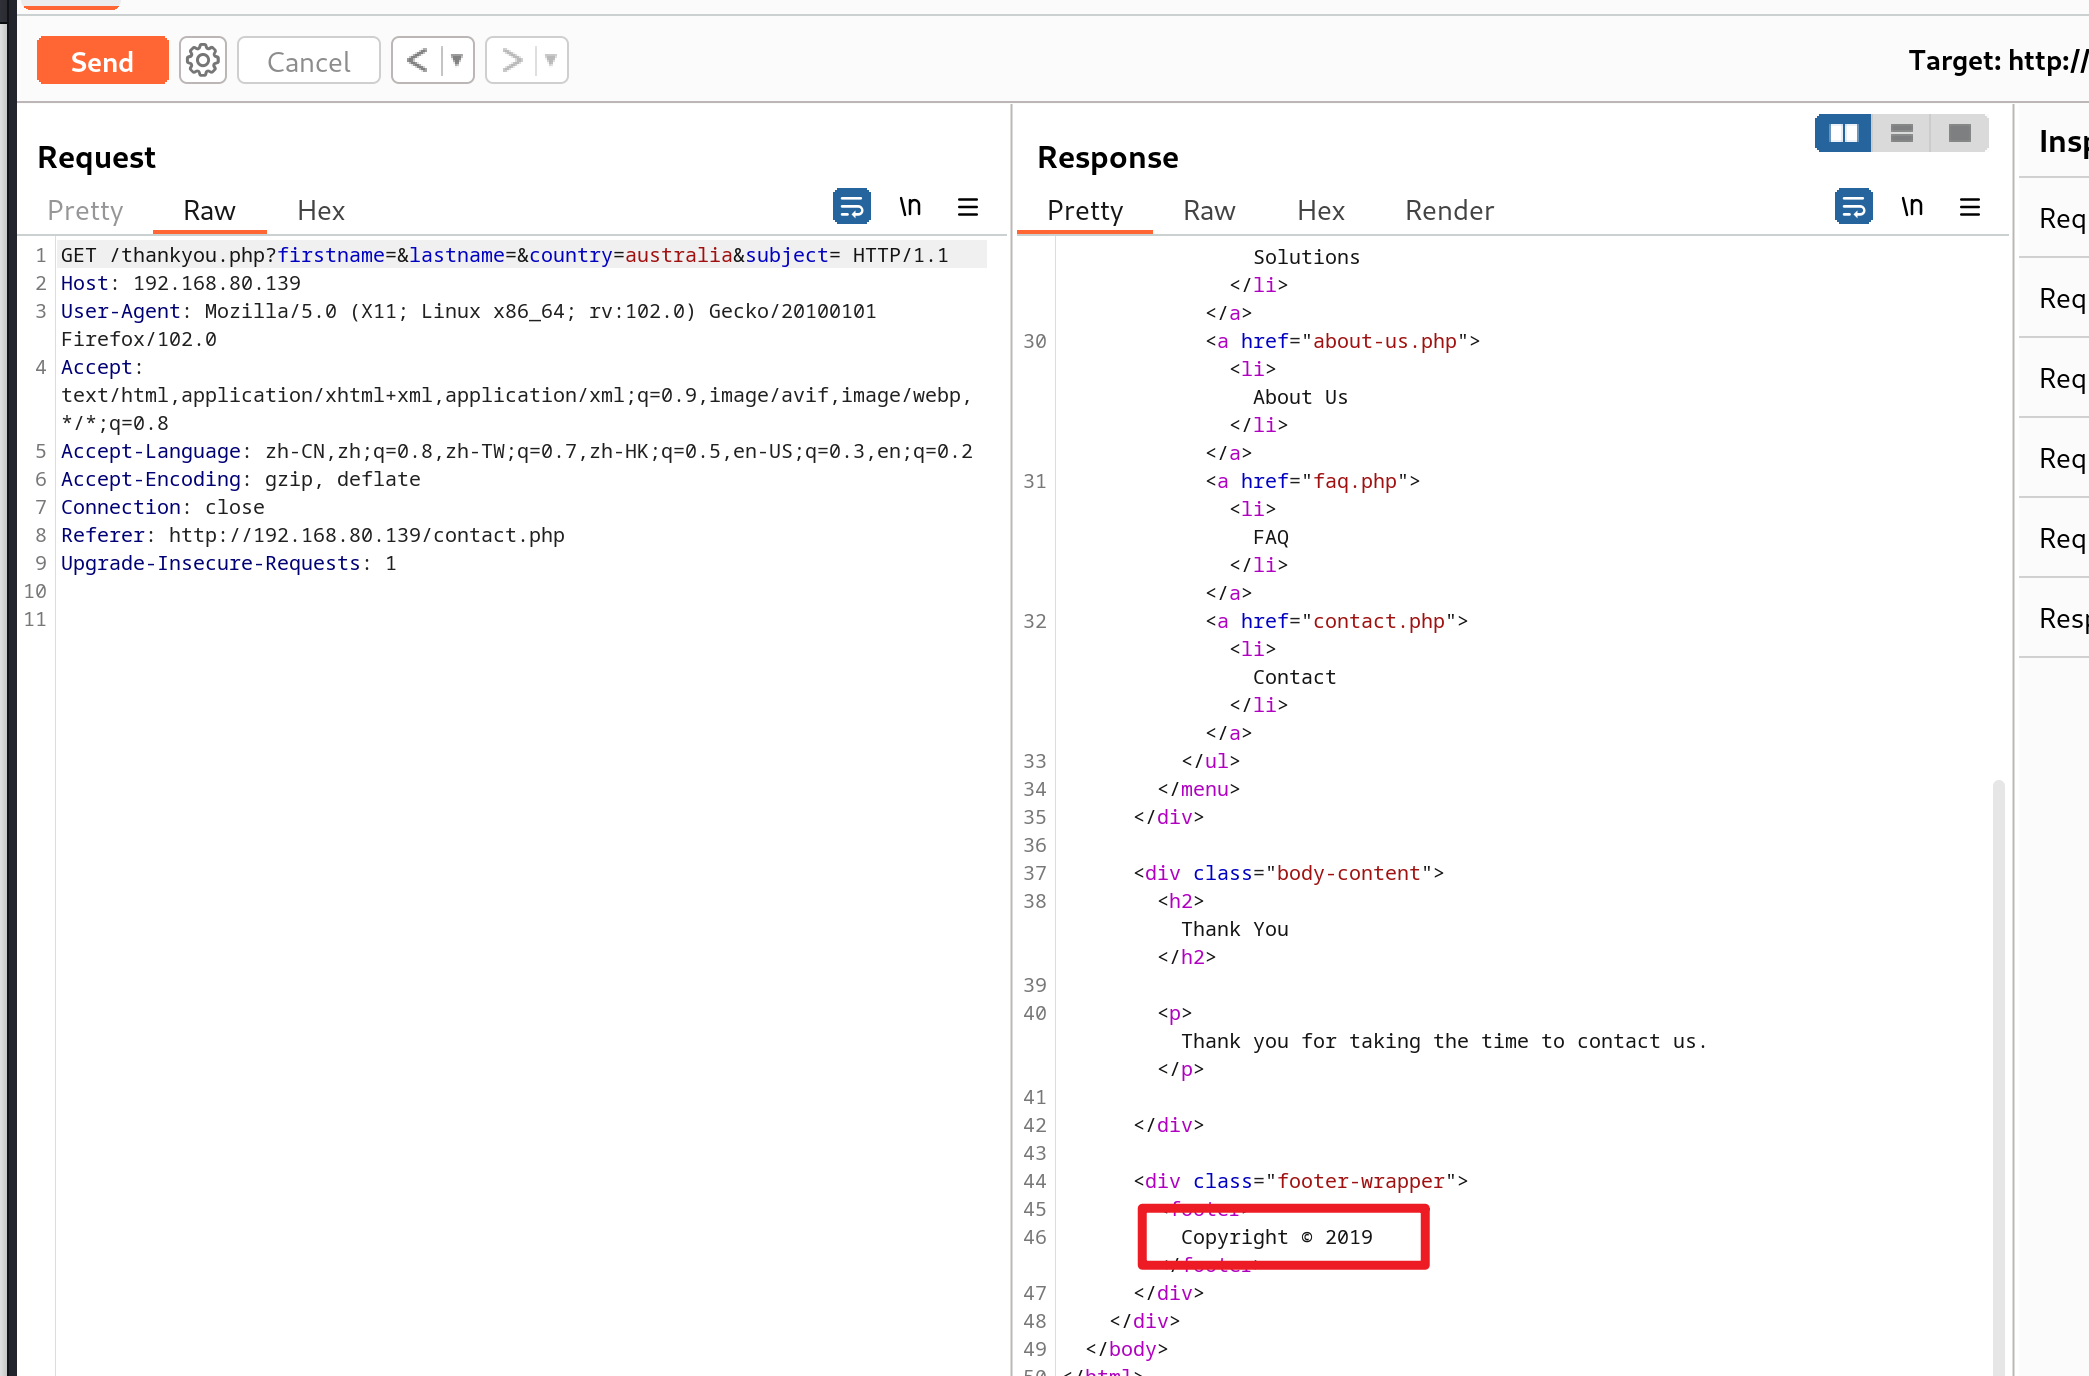 Send
Cancel
<
>
Target: http://
Request
Pretty Raw Hex
\n
1 GET /thankyou.php?firstname=&lastname=&country=australia&subject= HTTP/1.1
2 Host: 192.168.80.139
3 User-Agent: Mozilla/5.0 (X11; Linux x86_64; rv:102.0) Gecko/20100101
Firefox/102.0
4 Accept:
text/html,application/xhtml+xml,application/xml;q=0.9,image/avif,image/webp,
*/*;q=0.8
5 Accept-Language: zh-CN,zh;q=0.8,zh-TW;q=0.7,zh-HK;q=0.5,en-US;q=0.3,en;q=0.2
6 Accept-Encoding: gzip, deflate
7 Connection: close
8 Referer: http://192.168.80.139/contact.php
9 Upgrade-Insecure-Requests: 1
10
11
Response
Pretty Raw Hex Render
\n
Solutions
</li>
</a>
30 <a href="about-us.php">
<li>
About Us
</li>
</a>
31 <a href="faq.php">
<li>
FAQ
</li>
</a>
32 <a href="contact.php">
<li>
Contact
</li>
</a>
33 </ul>
34 </menu>
35 </div>
36
37 <div class="body-content">
38 <h2>
Thank You
</h2>
39
40 <p>
Thank you for taking the time to contact us.
</p>
41
42 </div>
43
44 <div class="footer-wrapper">
45 <footer>
46 Copyright © 2019
</footer>
47 </div>
48 </div>
49 </body>
50 </html>
Insp
Req
Req
Req
Req
Req
Resp